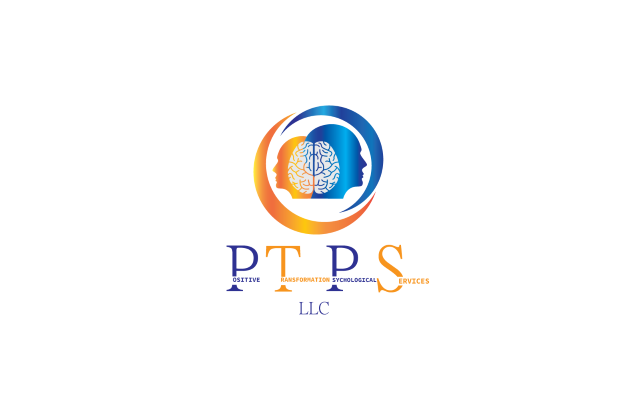 POSITIVE TRANSFORMATION PSYCHOLOGICAL SERVICES
LLC